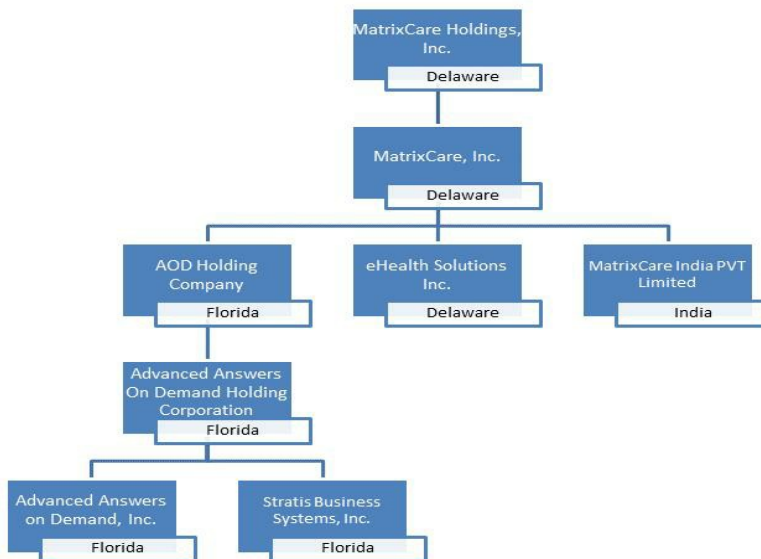 MatrixCare Holdings,
Inc.
Delaware
MatrixCare, Inc.
Delaware
AOD Holding
Company
Florida
eHealth Solutions
Inc.
Delaware
MatrixCare India PVT
Limited
India
Advanced Answers
On Demand Holding
Corporation
Florida
Advanced Answers
on Demand, Inc.
Florida
Stratis Business
Systems, Inc.
Florida